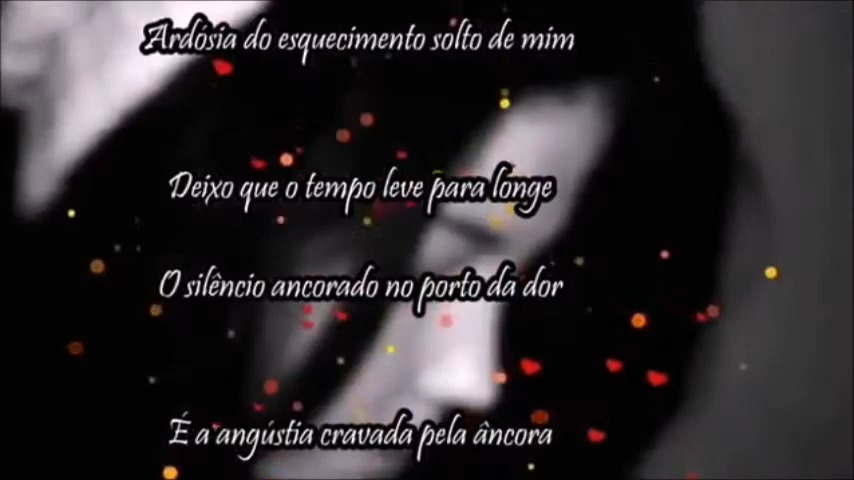 Ardósia do esquecimento solto de mim
Deixo que o tempo leve para longe
O silêncio ancorado no porto da dor
É a angústia cravada pela âncora